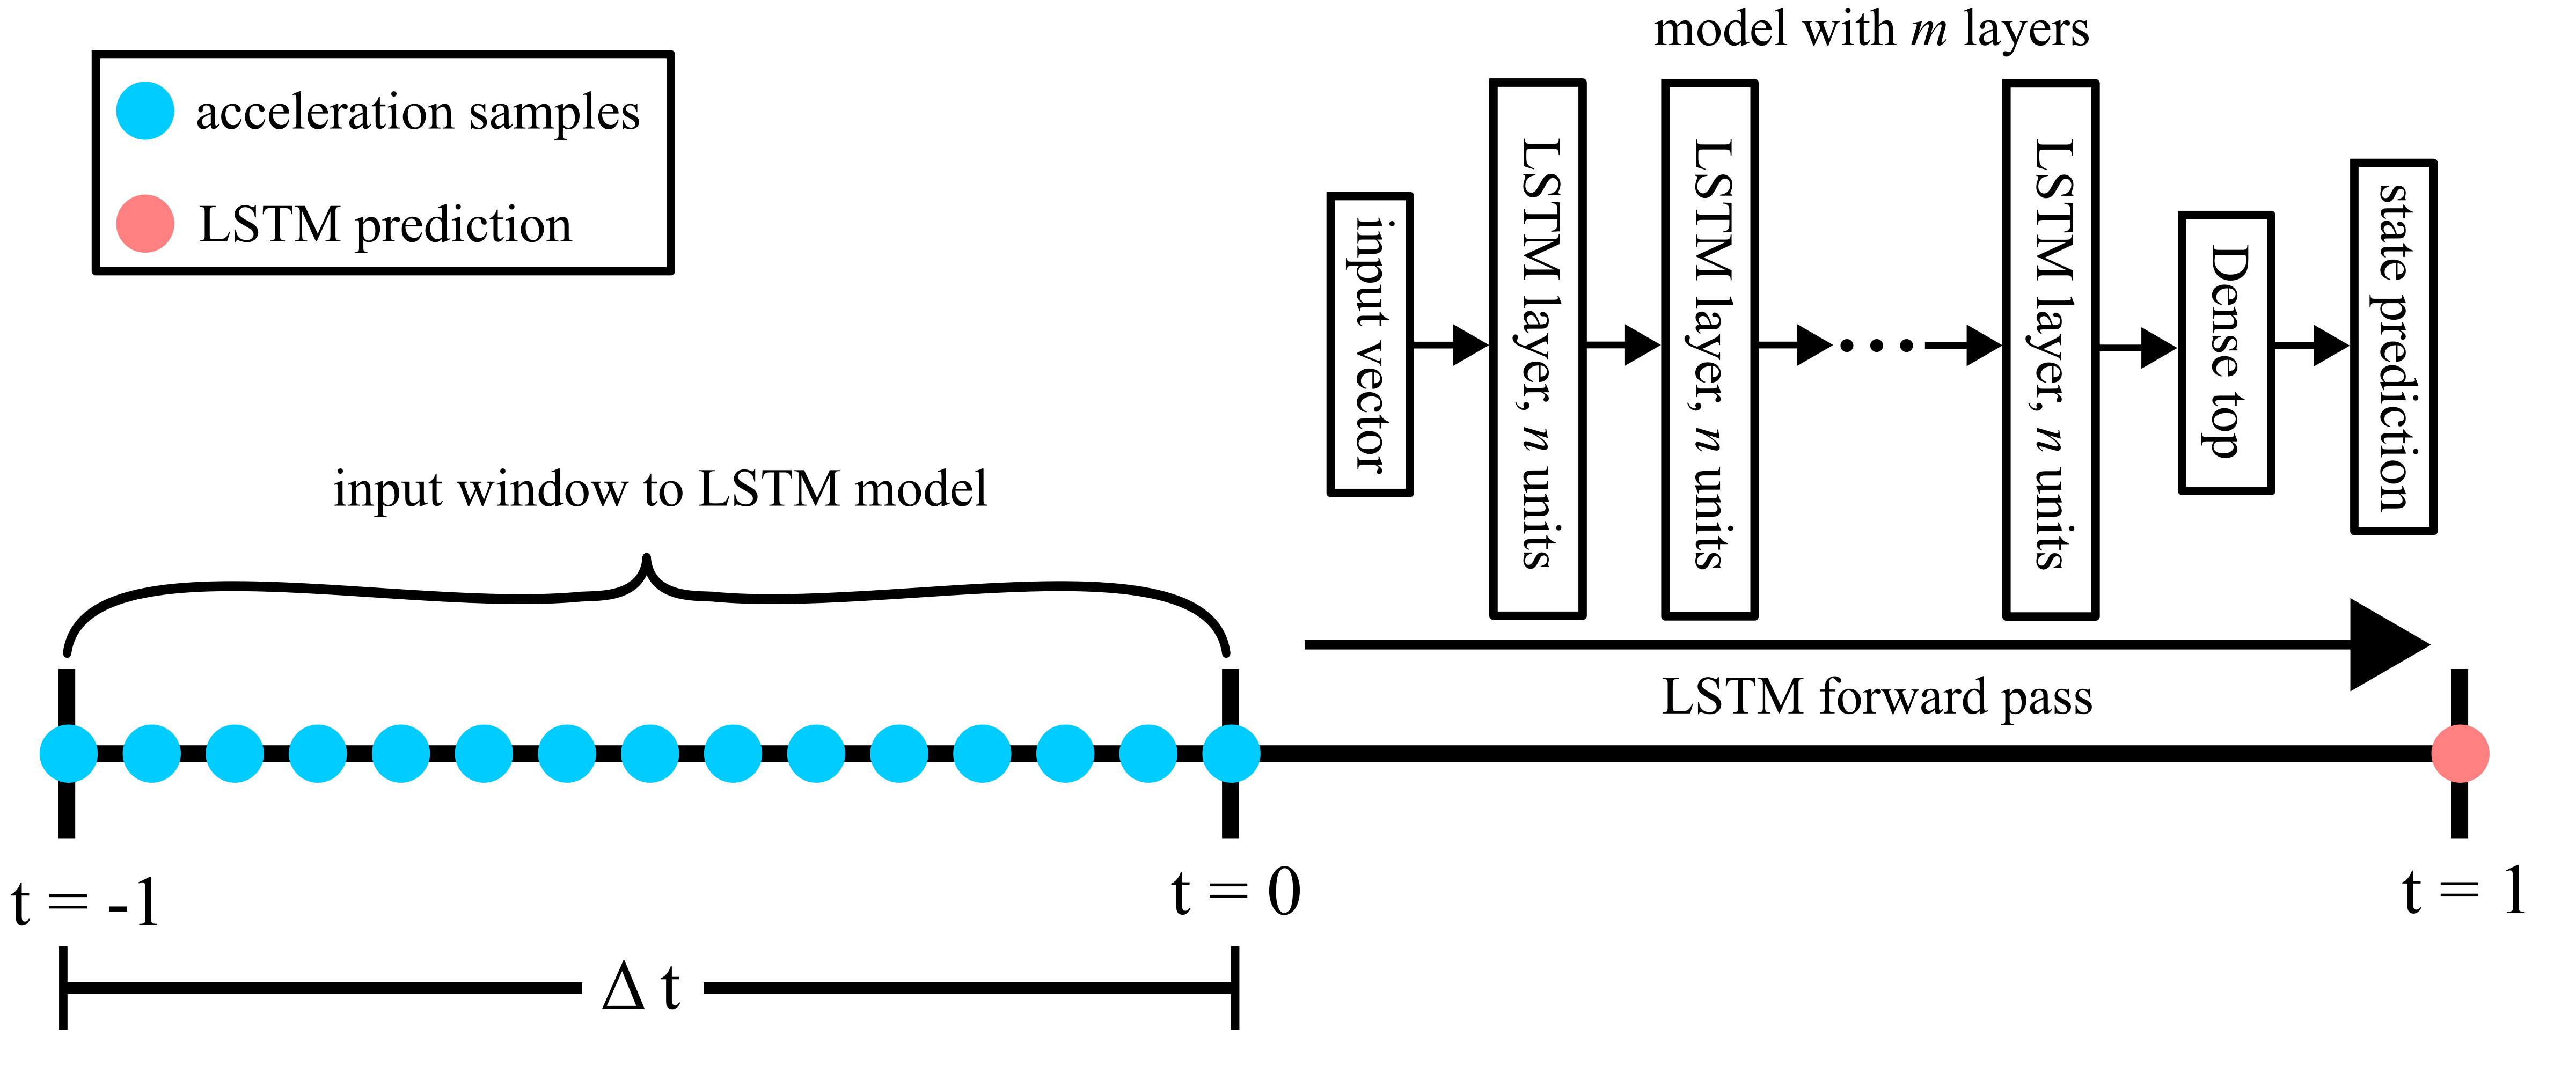 acceleration samples
LSTM prediction
model with m layers
input vector
LSTM layer, n units
LSTM layer, n units
LSTM layer, n units
Dense top
state prediction
input window to LSTM model
LSTM forward pass
t = -1
t = 0
t = 1
Δ t